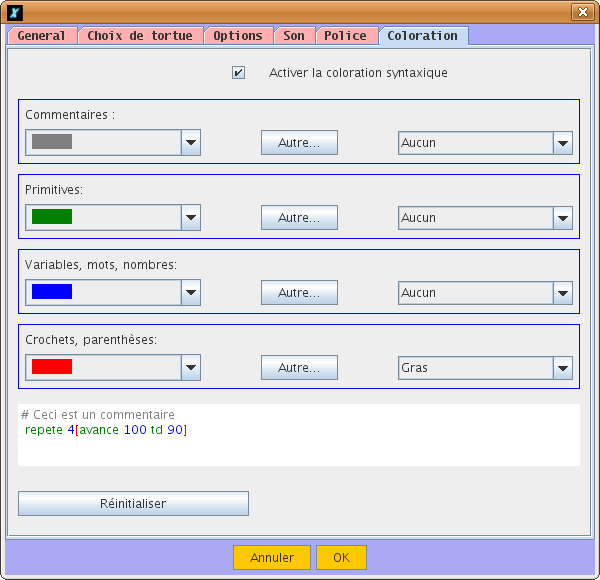 General Choix de tortue Options Son Police Coloration
Activer la coloration syntaxique
Commentaires :
Autre... Aucun
Primitives:
Autre... Aucun
Variables, mots, nombres:
Autre... Aucun
Crochets, parenthèses:
Autre... Gras
# Ceci est un commentaire
repete 4[avance 100 td 90]
Réinitialiser
Annuler OK